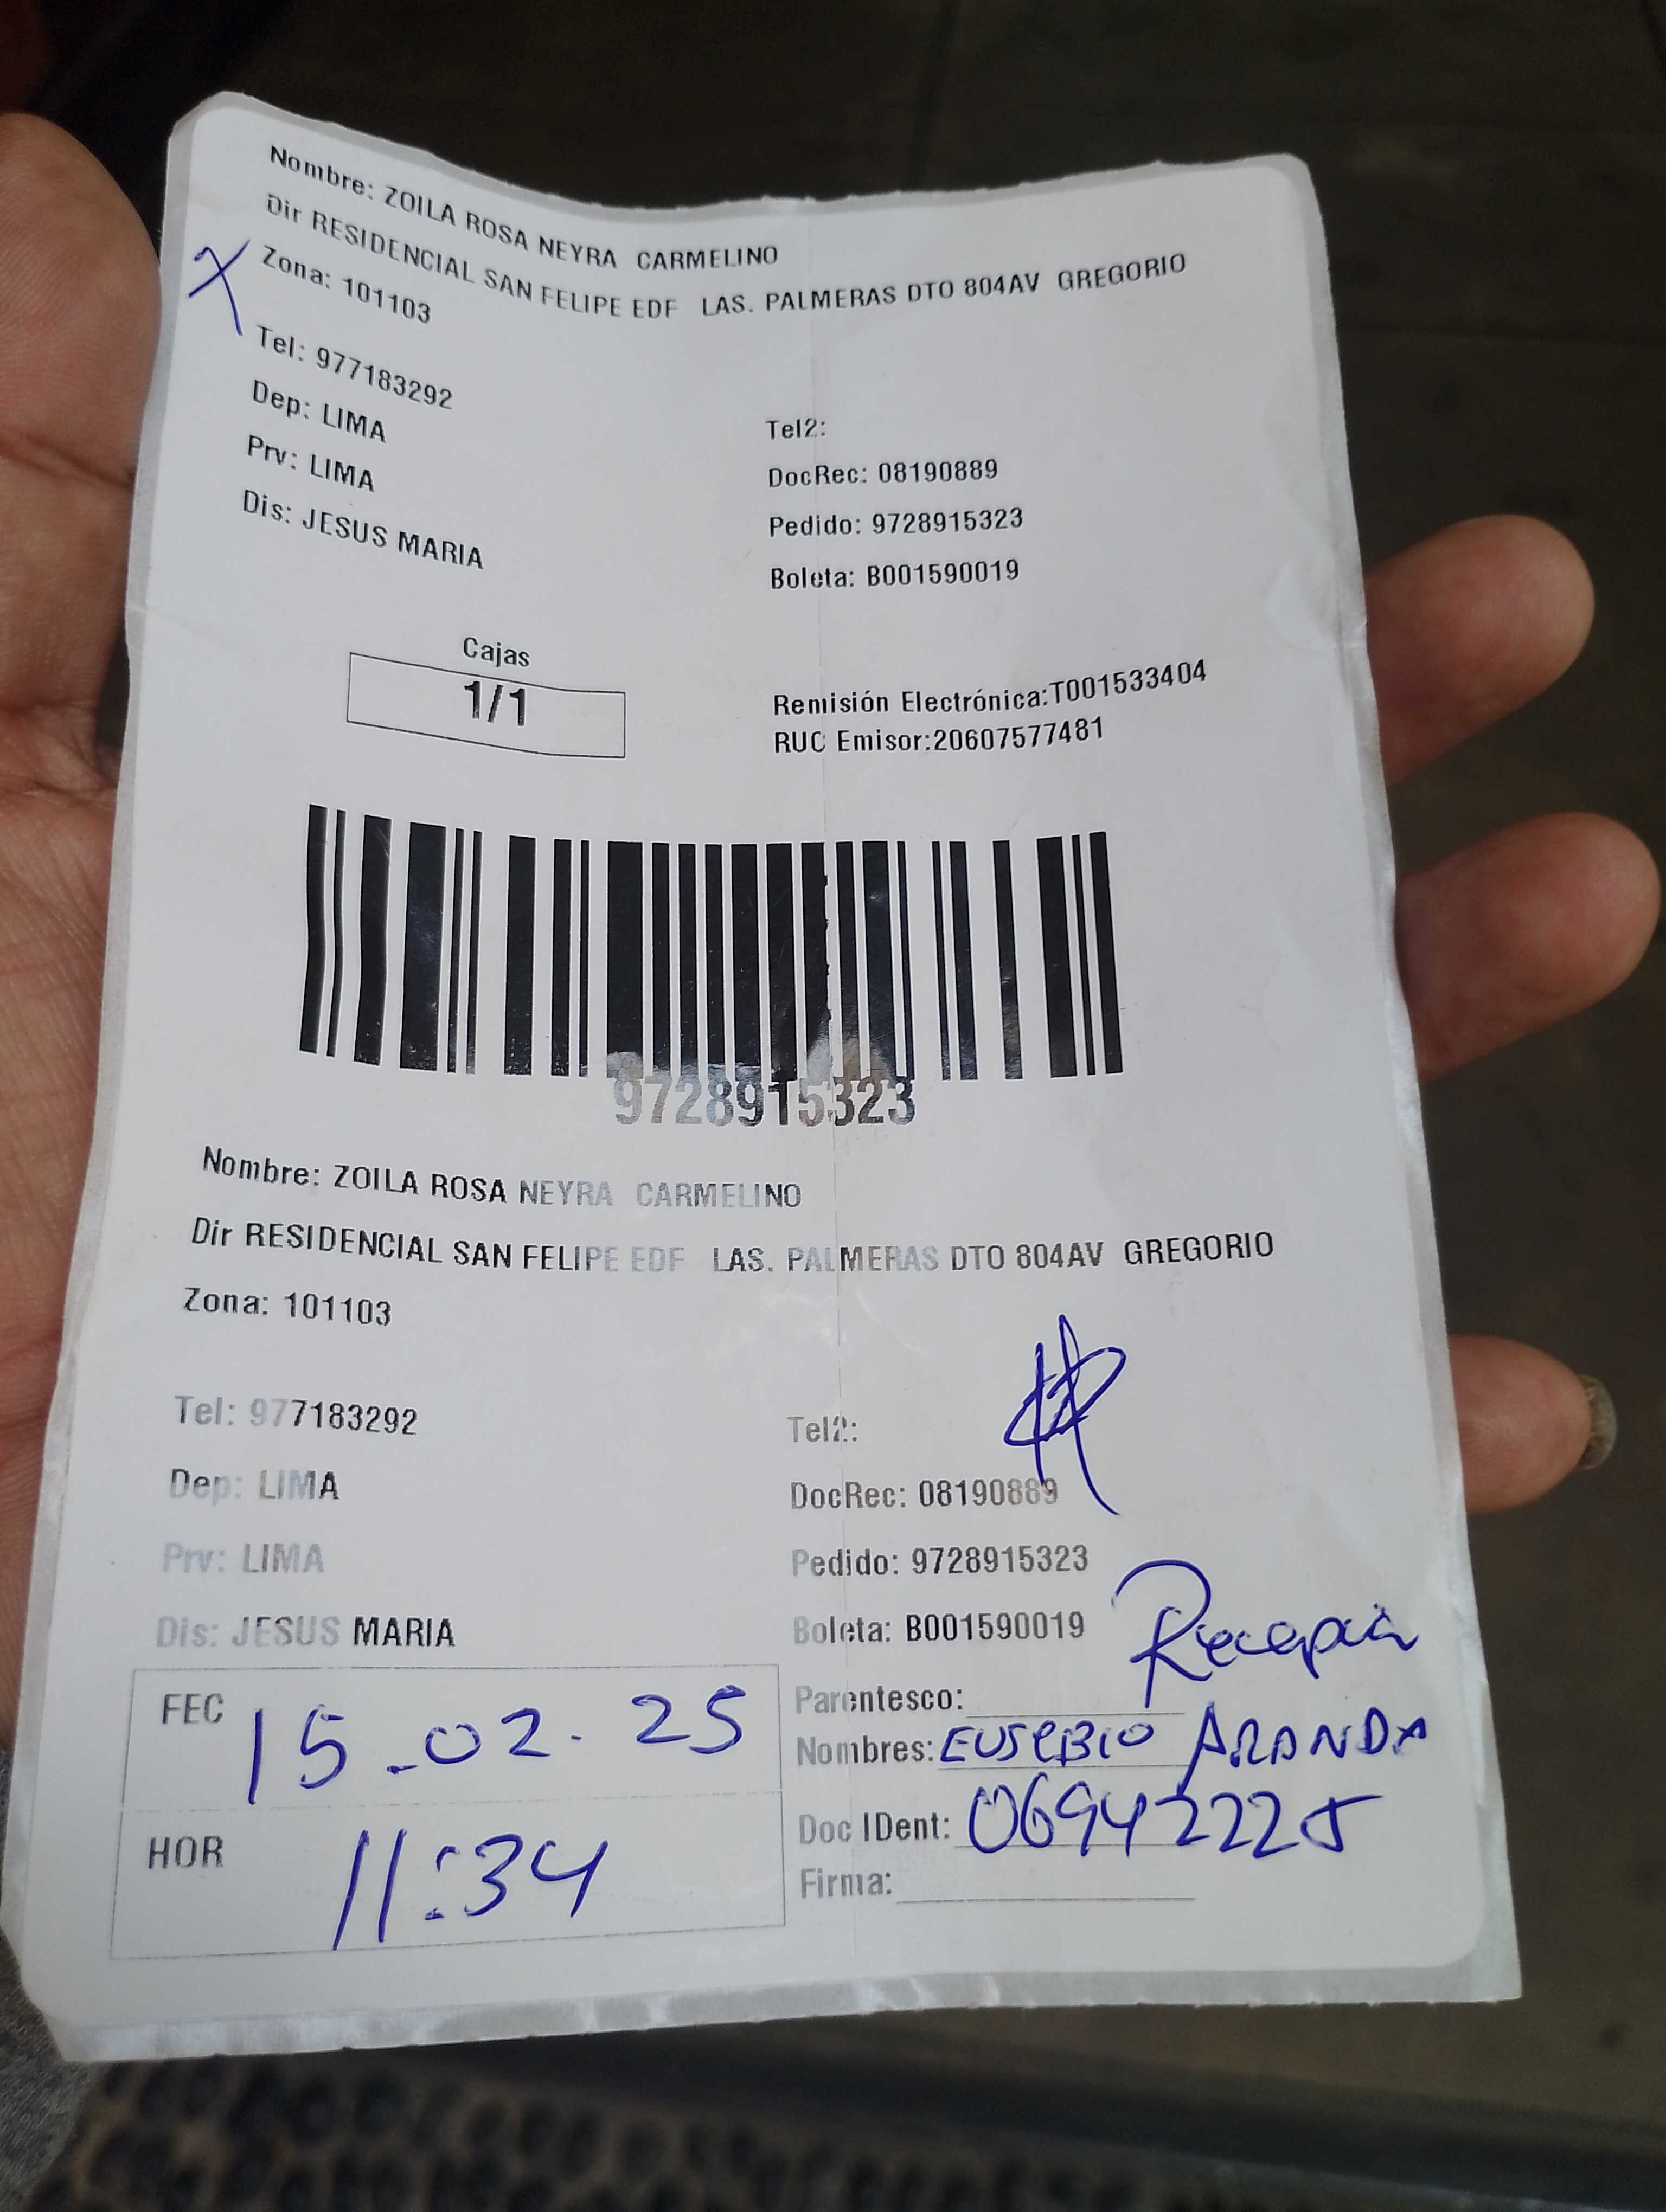 Nombre: ZOILA ROSA NEYRA CARMELINO
Dir RESIDENCIAL SAN FELIPE EDF LAS. PALMERAS DTO 804AV GREGORIO
Zona: 101103
Tel: 977183292
Tel2:
Dep: LIMA
DocRec: 08190889
Prv: LIMA
Pedido: 9728915323
Dis: JESUS MARIA
Boleta: B001590019
Cajas
1/1
Remisión Electrónica:T001533404
RUC Emisor:20607577481
9728915323
Nombre: ZOILA ROSA NEYRA CARMELINO
Dir RESIDENCIAL SAN FELIPE EDF LAS. PALMERAS DTO 804AV GREGORIO
Zona: 101103
Tel: 977183292
Tel2:
Dep: LIMA
DocRec: 08190889
Prv: LIMA
Pedido: 9728915323
Dis: JESUS MARIA
Boleta: B001590019
FEC 15-02.25
Parentesco:
Nombres: EUSEBIO ARANDA
HOR 11:34
Doc IDent: 06942225
Firma: